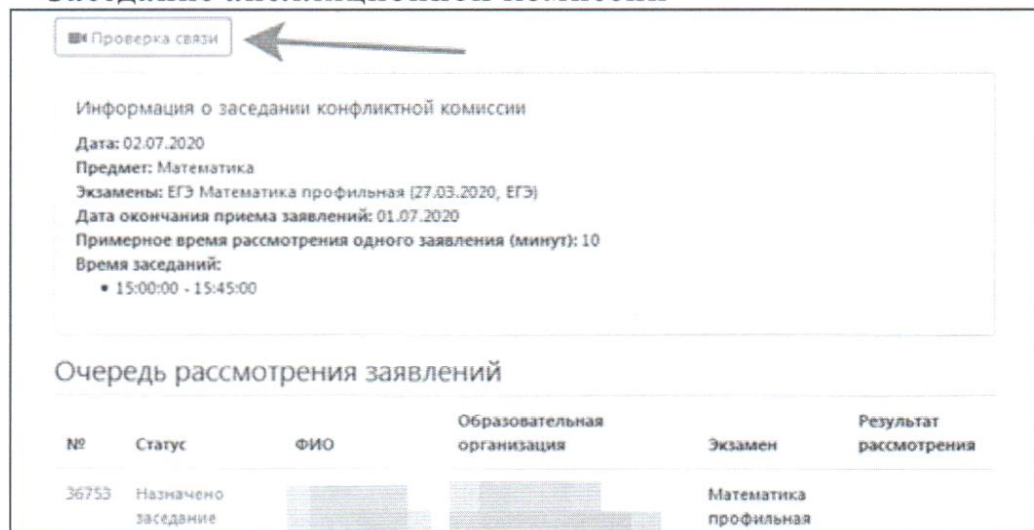 Проверка связи
Информация о заседании конфликтной комиссии
Дата: 02.07.2020
Предмет: Математика
Экзамены: ЕГЭ Математика профильная (27.03.2020, ЕГЭ)
Дата окончания приема заявлений: 01.07.2020
Примерное время рассмотрения одного заявления (минут): 10
Время заседаний:
• 15:00:00 - 15:45:00
Очередь рассмотрения заявлений
№ Статус ФИО Образовательная организация Экзамен Результат рассмотрения
36753 Назначено заседание Математика профильная